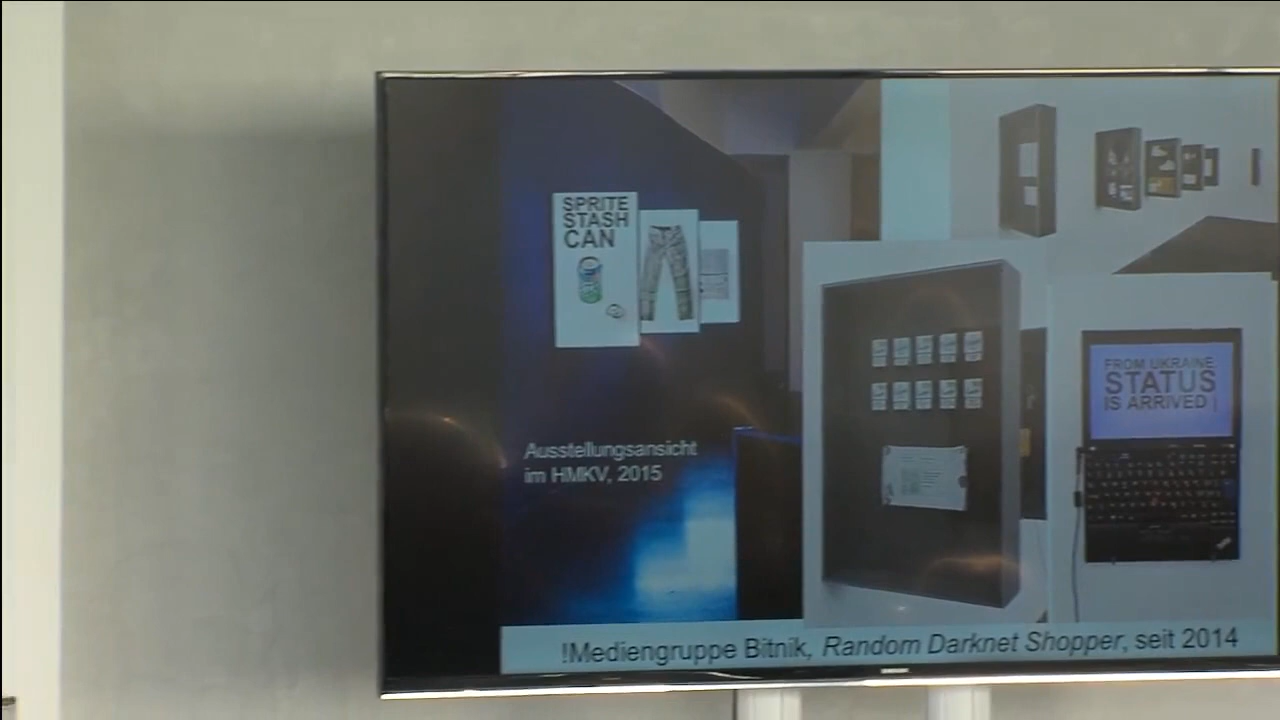 SPRITE
STASH
CAN
Ausstellungsansicht
im HMKV, 2015
FROM UKRAINE
STATUS
IS ARRIVED
!Mediengruppe Bitnik, Random Darknet Shopper, seit 2014